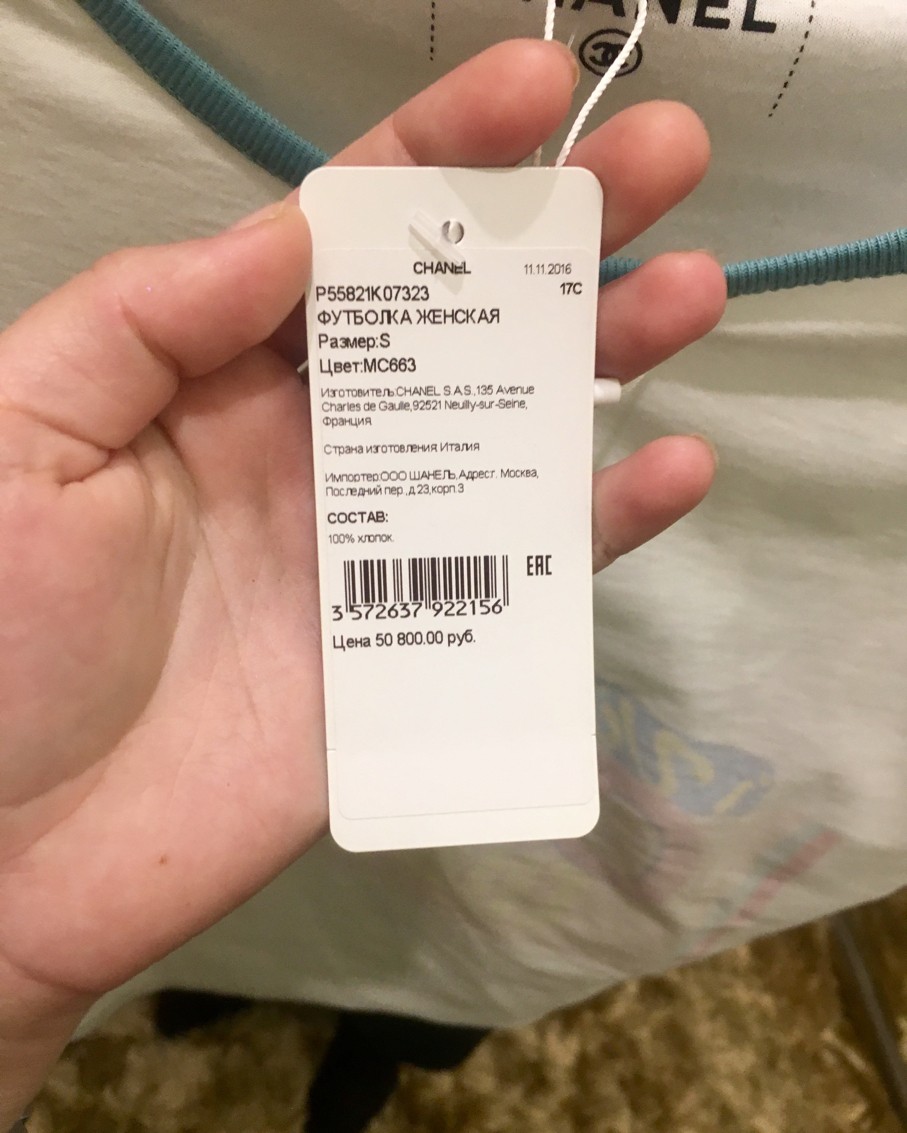 CHANEL
CHANEL 11.11.2016
P55821K07323 17C
ФУТБОЛКА ЖЕНСКАЯ
Размер:S
Цвет:MC663
Изготовитель:CHANEL S.A.S.,135 Avenue
Charles de Gaulle,92521 Neuilly-sur-Seine,
Франция
Страна изготовления Италия
Импортер:ООО ШАНЕЛЬ,Адрес:г. Москва,
Последний пер.,д.23,корп.3
СОСТАВ:
100% хлопок.
EAC
3 572637 922156
Цена 50 800.00 руб.